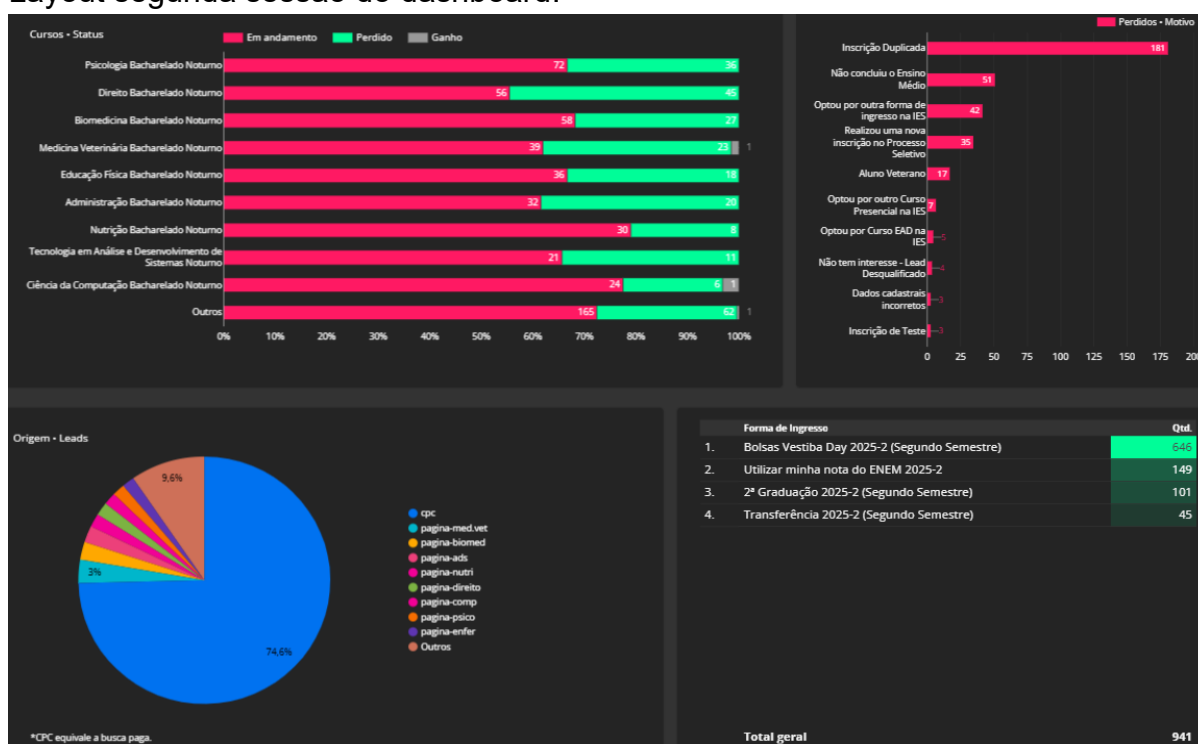 Layout segunda sessão do dashboard:
Cursos • Status
Em andamento
Perdido
Ganho
Psicologia Bacharelado Noturno
72
36
Direito Bacharelado Noturno
56
45
Biomedicina Bacharelado Noturno
58
27
Medicina Veterinária Bacharelado Noturno
39
23
1
Educação Física Bacharelado Noturno
36
18
Administração Bacharelado Noturno
32
20
Nutrição Bacharelado Noturno
30
8
Tecnologia em Análise e Desenvolvimento de
Sistemas Noturno
21
11
Ciência da Computação Bacharelado Noturno
24
6
1
Outros
165
62
1
0% 10% 20% 30% 40% 50% 60% 70% 80% 90% 100%
Perdidos • Motivo
Inscrição Duplicada
181
Não concluiu o Ensino
Médio
51
Optou por outra forma de
ingresso na IES
42
Realizou uma nova
inscrição no Processo
Seletivo
35
Aluno Veterano
17
Optou por outro Curso
Presencial na IES
7
Optou por Curso EAD na
IES
5
Não tem interesse - Lead
Desqualificado
4
Dados cadastrais
incorretos
3
Inscrição de Teste
3
0 25 50 75 100 125 150 175 200
Origem • Leads
9,6%
3%
74,6%
cpc
pagina-med.vet
pagina-biomed
pagina-ads
pagina-nutri
pagina-direito
pagina-comp
pagina-psico
pagina-enfer
Outros
*CPC equivale a busca paga.
Forma de Ingresso Qtd.
1. Bolsas Vestiba Day 2025-2 (Segundo Semestre) 646
2. Utilizar minha nota do ENEM 2025-2 149
3. 2ª Graduação 2025-2 (Segundo Semestre) 101
4. Transferência 2025-2 (Segundo Semestre) 45
Total geral 941